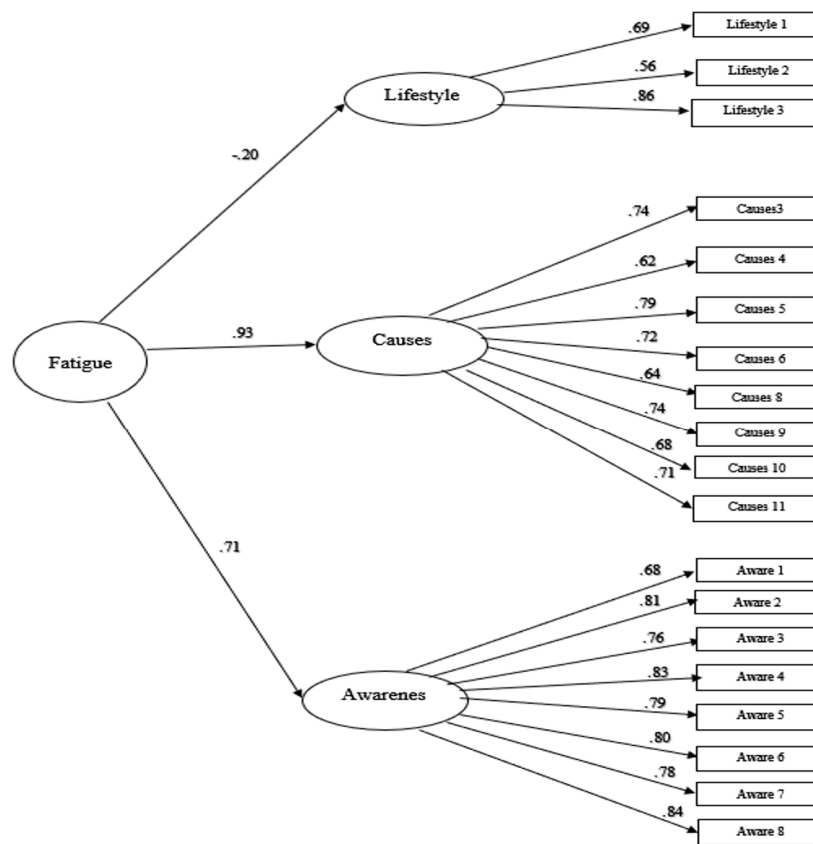 .69
Lifestyle 1
Lifestyle
.56
Lifestyle 2
.86
Lifestyle 3
-.20
.74
Causes3
.62
Causes 4
.79
Causes 5
Fatigue
.93
Causes
.72
Causes 6
.64
Causes 8
.74
Causes 9
.68
Causes 10
.71
Causes 11
.71
.68
Aware 1
.81
Aware 2
.76
Aware 3
Awarenes
.83
Aware 4
.79
Aware 5
.80
Aware 6
.78
Aware 7
.84
Aware 8